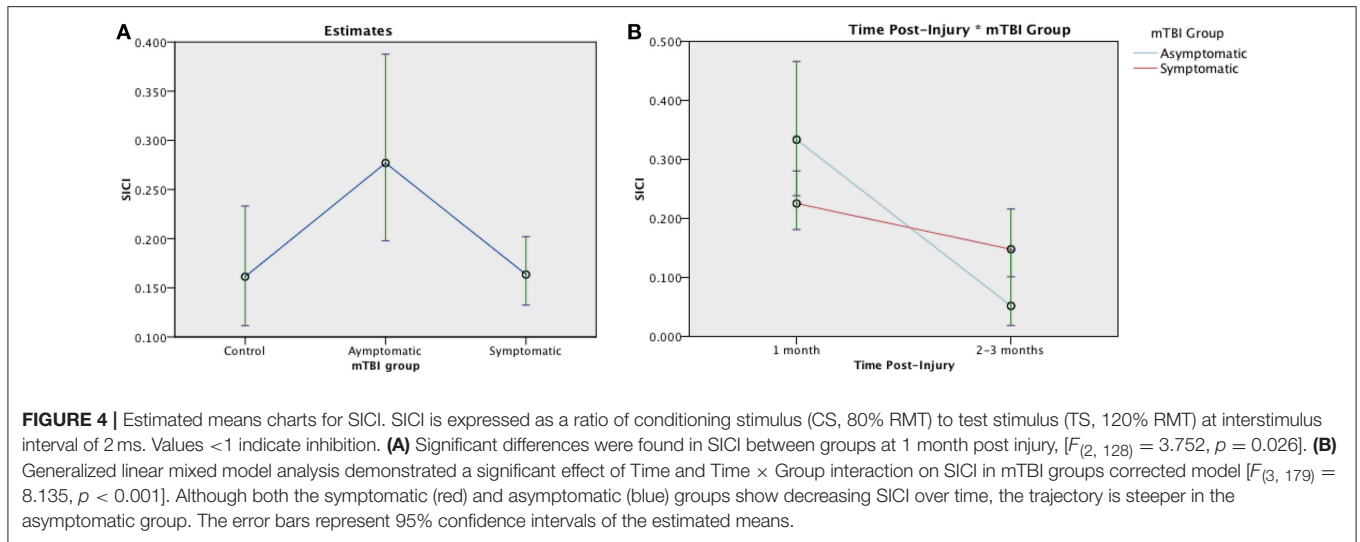 A
Estimates
0.400
0.350
0.300
0.250
0.200
0.150
0.100
SICI
Control
Aymptomatic
Symptomatic
mTBI group
B
Time Post-Injury * mTBI Group
0.500
0.400
0.300
0.200
0.100
0.000
SICI
1 month
2-3 months
Time Post-Injury
mTBI Group
Asymptomatic
Symptomatic
FIGURE 4 | Estimated means charts for SICI. SICI is expressed as a ratio of conditioning stimulus (CS, 80% RMT) to test stimulus (TS, 120% RMT) at interstimulus
interval of 2 ms. Values <1 indicate inhibition. (A) Significant differences were found in SICI between groups at 1 month post injury, [F(2, 128) = 3.752, p = 0.026]. (B)
Generalized linear mixed model analysis demonstrated a significant effect of Time and Time × Group interaction on SICI in mTBI groups corrected model [F(3, 179) =
8.135, p < 0.001]. Although both the symptomatic (red) and asymptomatic (blue) groups show decreasing SICI over time, the trajectory is steeper in the
asymptomatic group. The error bars represent 95% confidence intervals of the estimated means.